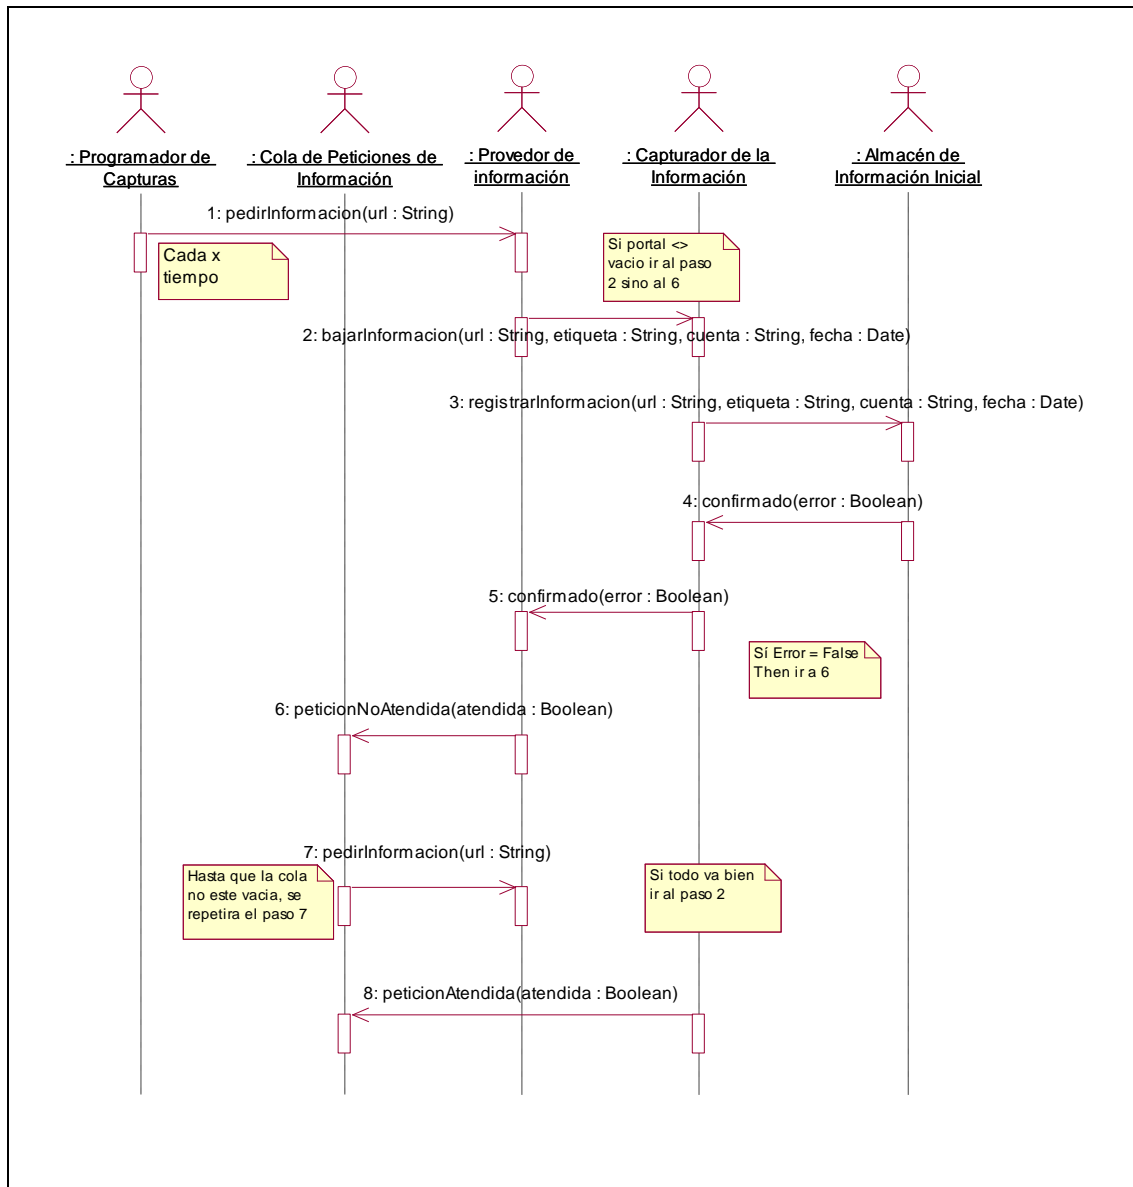 : Programador de
Capturas
: Cola de Peticiones de
Información
: Provedor de
información
: Capturador de la
Información
: Almacén de
Información Inicial
1: pedirInformacion(url : String)
Cada x
tiempo
Si portal <>
vacio ir al paso
2 sino al 6
2: bajarInformacion(url : String, etiqueta : String, cuenta : String, fecha : Date)
3: registrarInformacion(url : String, etiqueta : String, cuenta : String, fecha : Date)
4: confirmado(error : Boolean)
5: confirmado(error : Boolean)
Sí Error = False
Then ir a 6
6: peticionNoAtendida(atendida : Boolean)
7: pedirInformacion(url : String)
Hasta que la cola
no este vacia, se
repetira el paso 7
Si todo va bien
ir al paso 2
8: peticionAtendida(atendida : Boolean)